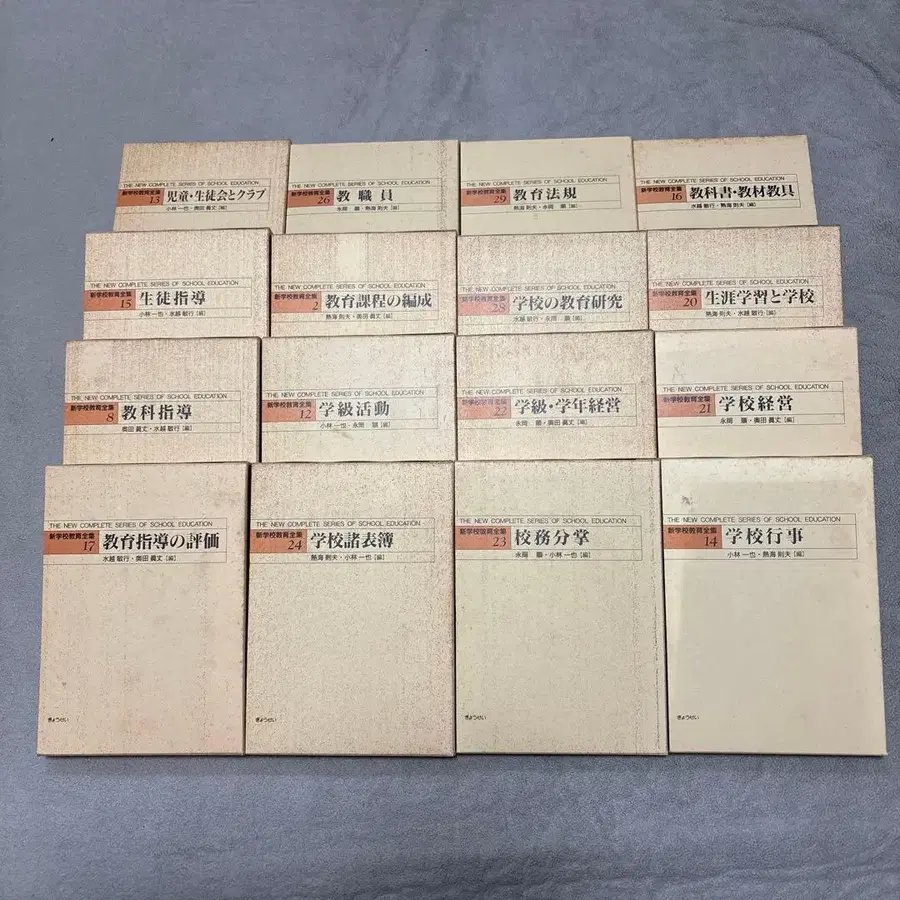 THE NEW COMPLETE SERIES OF SCHOOL EDUCATION
新学校教育全集 13 児童・生徒会とクラブ
小林 一也・奥田 眞丈 [編]
THE NEW COMPLETE SERIES OF SCHOOL EDUCATION
新学校教育全集 26 教職員
永岡 順・熱海 則夫 [編]
THE NEW COMPLETE SERIES OF SCHOOL EDUCATION
新学校教育全集 29 教育法規
熱海 則夫・永岡 順 [編]
THE NEW COMPLETE SERIES OF SCHOOL EDUCATION
新学校教育全集 16 教科書・教材教具
水越 敏行・熱海 則夫 [編]
THE NEW COMPLETE SERIES OF SCHOOL EDUCATION
新学校教育全集 15 生徒指導
小林 一也・水越 敏行 [編]
THE NEW COMPLETE SERIES OF SCHOOL EDUCATION
新学校教育全集 2 教育課程の編成
熱海 則夫・奥田 眞丈 [編]
THE NEW COMPLETE SERIES OF SCHOOL EDUCATION
新学校教育全集 28 学校の教育研究
水越 敏行・永岡 順 [編]
THE NEW COMPLETE SERIES OF SCHOOL EDUCATION
新学校教育全集 20 生涯学習と学校
熱海 則夫・水越 敏行 [編]
THE NEW COMPLETE SERIES OF SCHOOL EDUCATION
新学校教育全集 8 教科指導
奥田 眞丈・水越 敏行 [編]
THE NEW COMPLETE SERIES OF SCHOOL EDUCATION
新学校教育全集 12 学級活動
小林 一也・永岡 順 [編]
THE NEW COMPLETE SERIES OF SCHOOL EDUCATION
新学校教育全集 22 学級・学年経営
永岡 順・奥田 眞丈 [編]
THE NEW COMPLETE SERIES OF SCHOOL EDUCATION
新学校教育全集 21 学校経営
永岡 順・奥田 眞丈 [編]
THE NEW COMPLETE SERIES OF SCHOOL EDUCATION
新学校教育全集 17 教育指導の評価
水越 敏行・奥田 眞丈 [編]
ぎょうせい
THE NEW COMPLETE SERIES OF SCHOOL EDUCATION
新学校教育全集 24 学校諸表簿
熱海 則夫・小林 一也 [編]
ぎょうせい
THE NEW COMPLETE SERIES OF SCHOOL EDUCATION
新学校教育全集 23 校務分掌
永岡 順・小林 一也 [編]
ぎょうせい
THE NEW COMPLETE SERIES OF SCHOOL EDUCATION
新学校教育全集 14 学校行事
小林 一也・熱海 則夫 [編]
ぎょうせい